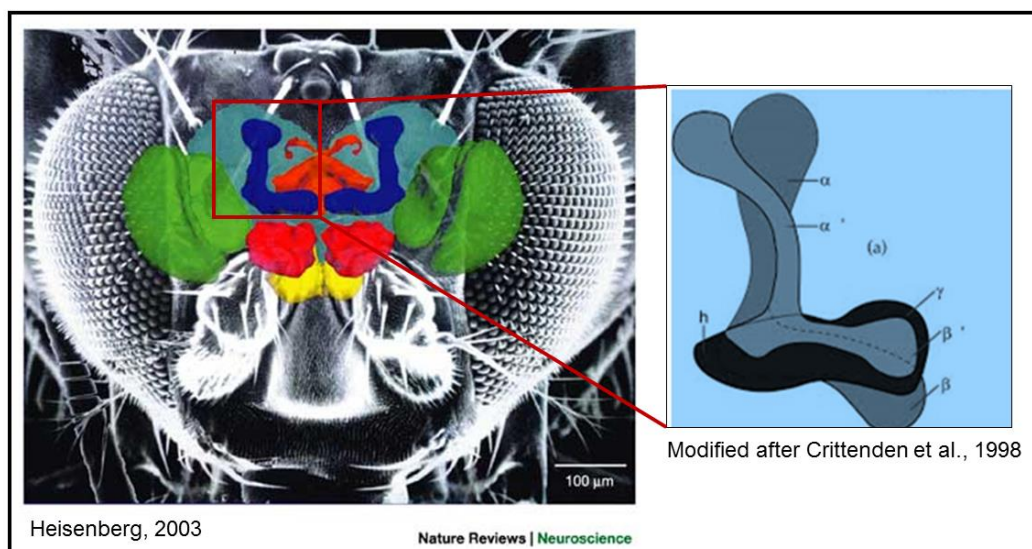 α
α '
(a)
γ
h
β '
β
Modified after Crittenden et al., 1998
100 μm
Heisenberg, 2003
Nature Reviews | Neuroscience